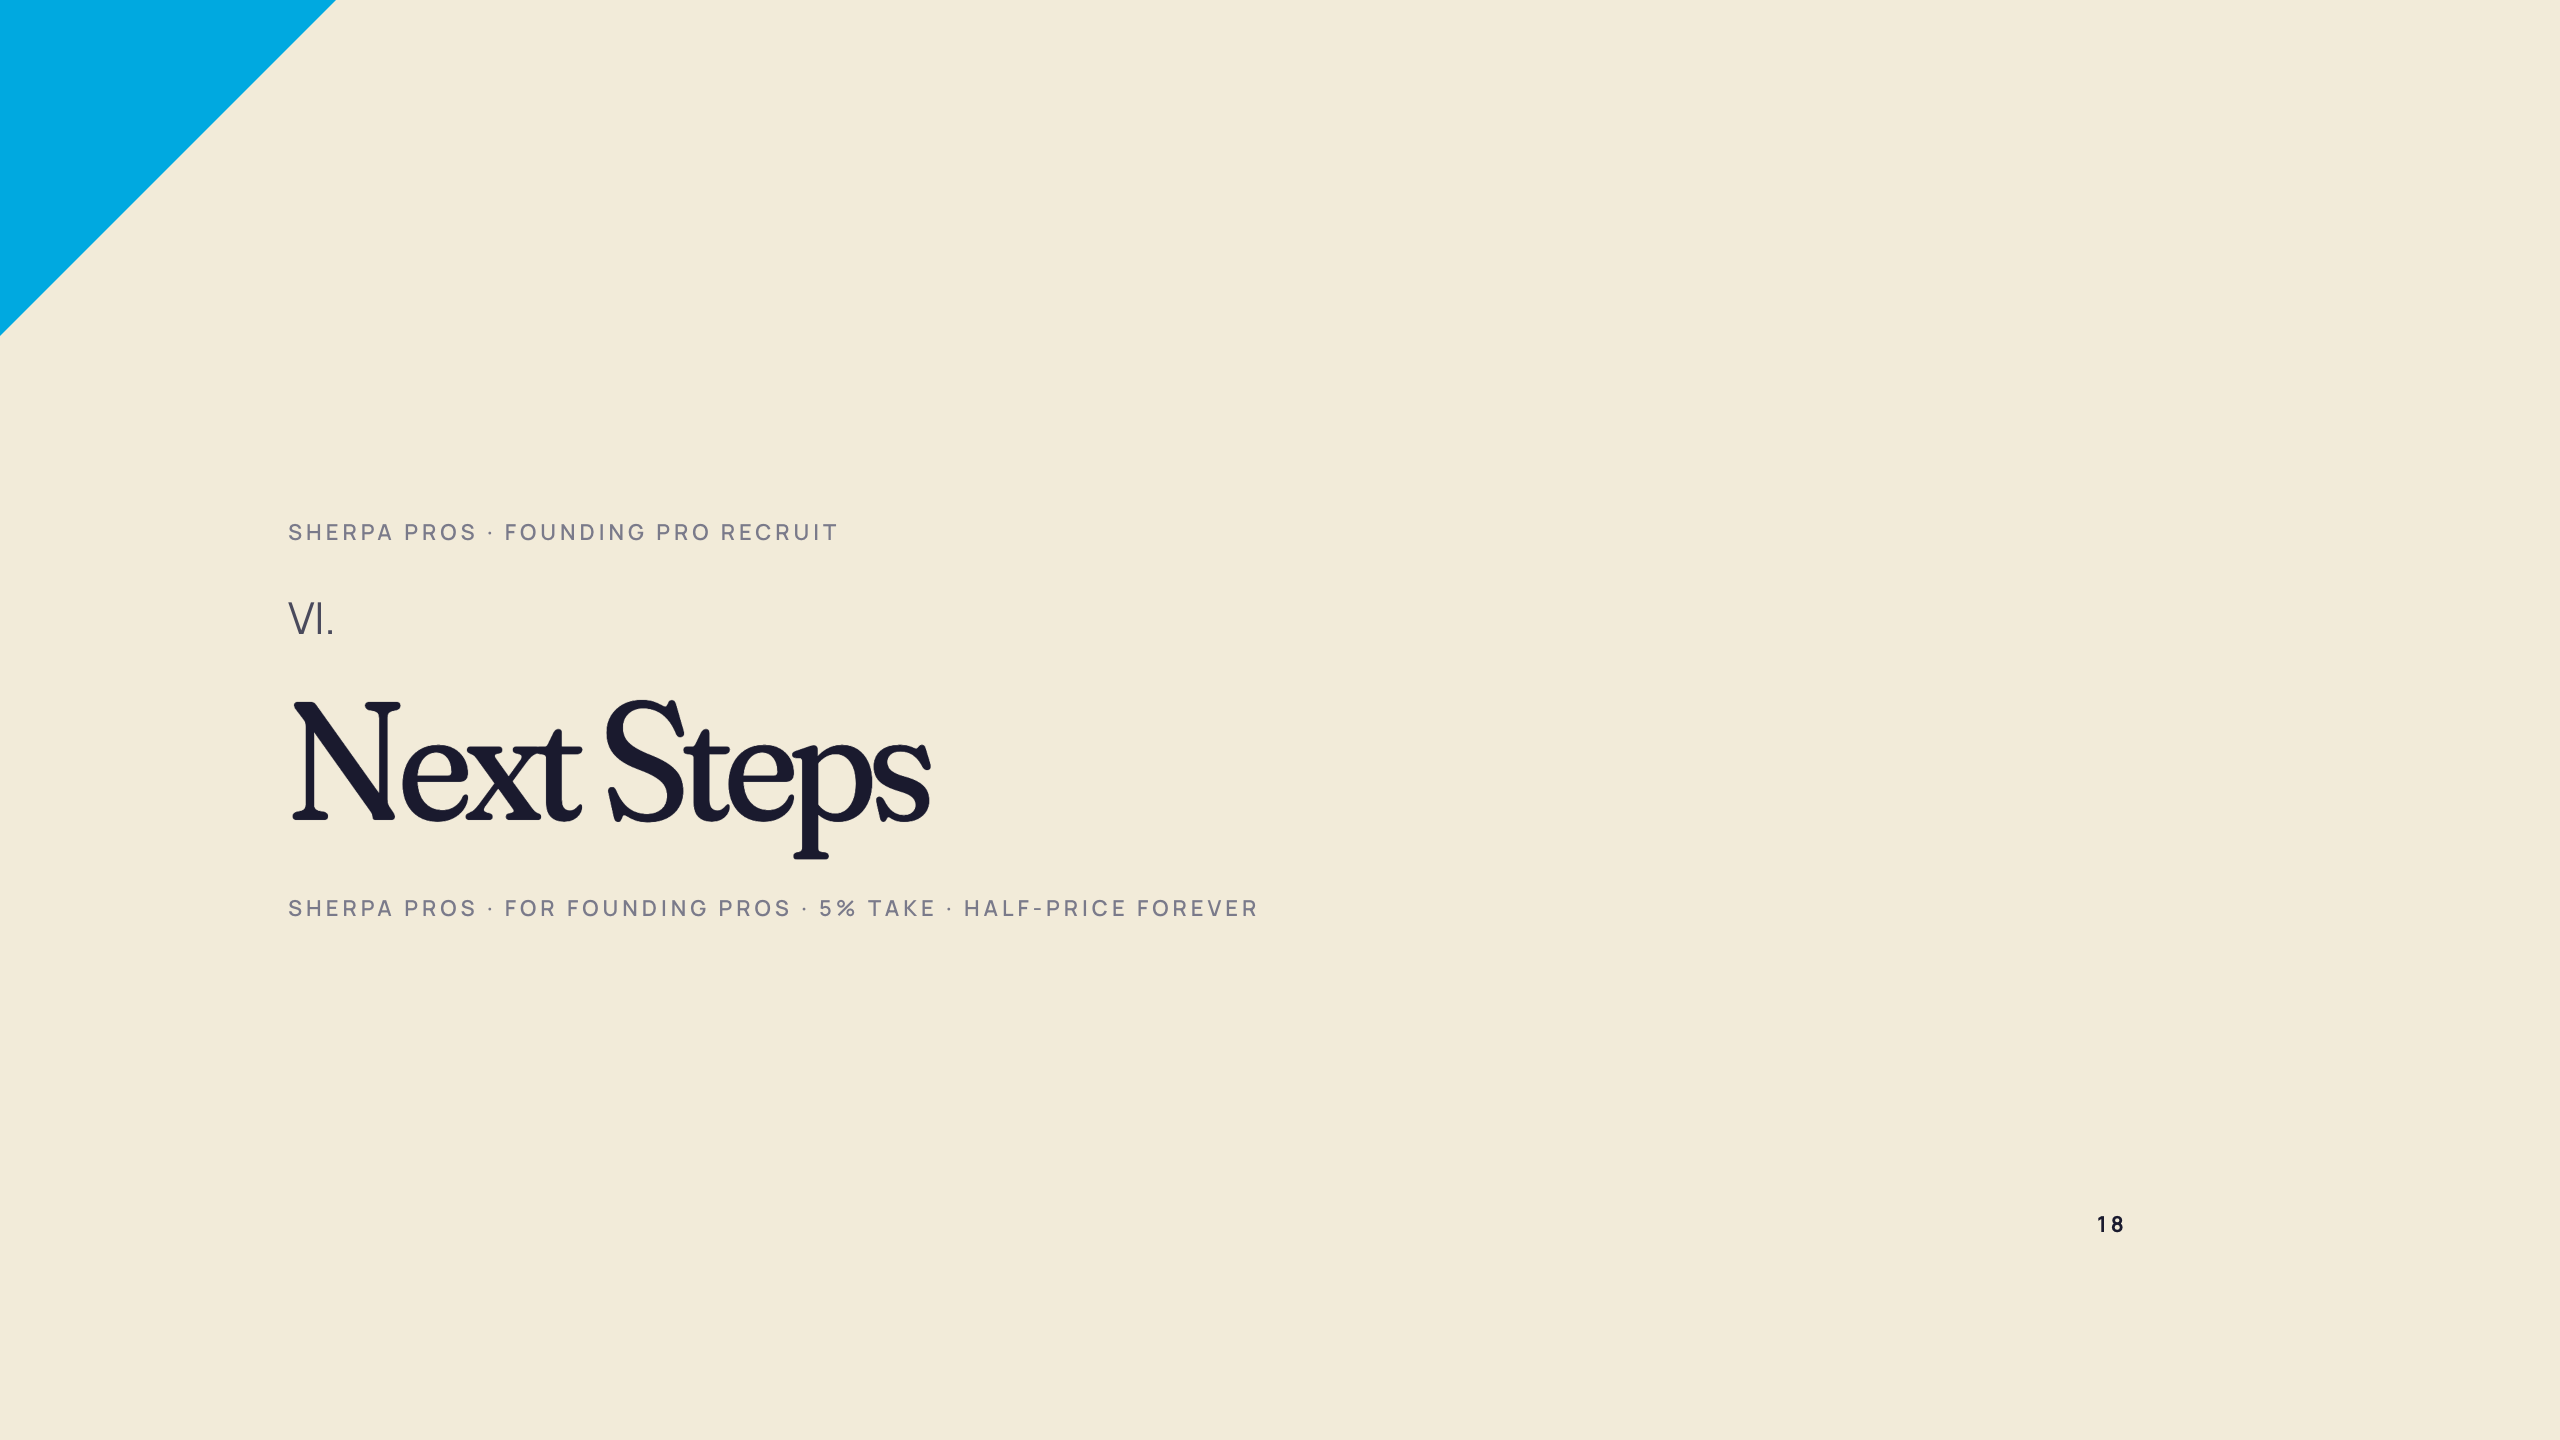 SHERPA PROS · FOUNDING PRO RECRUIT
VI.
Next Steps
SHERPA PROS · FOR FOUNDING PROS · 5% TAKE · HALF-PRICE FOREVER
18